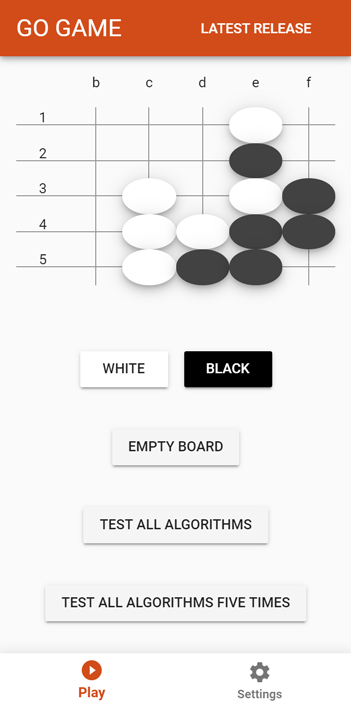 GO GAME LATEST RELEASE
b c d e f
1
2
3
4
5
WHITE BLACK
EMPTY BOARD
TEST ALL ALGORITHMS
TEST ALL ALGORITHMS FIVE TIMES
Play Settings